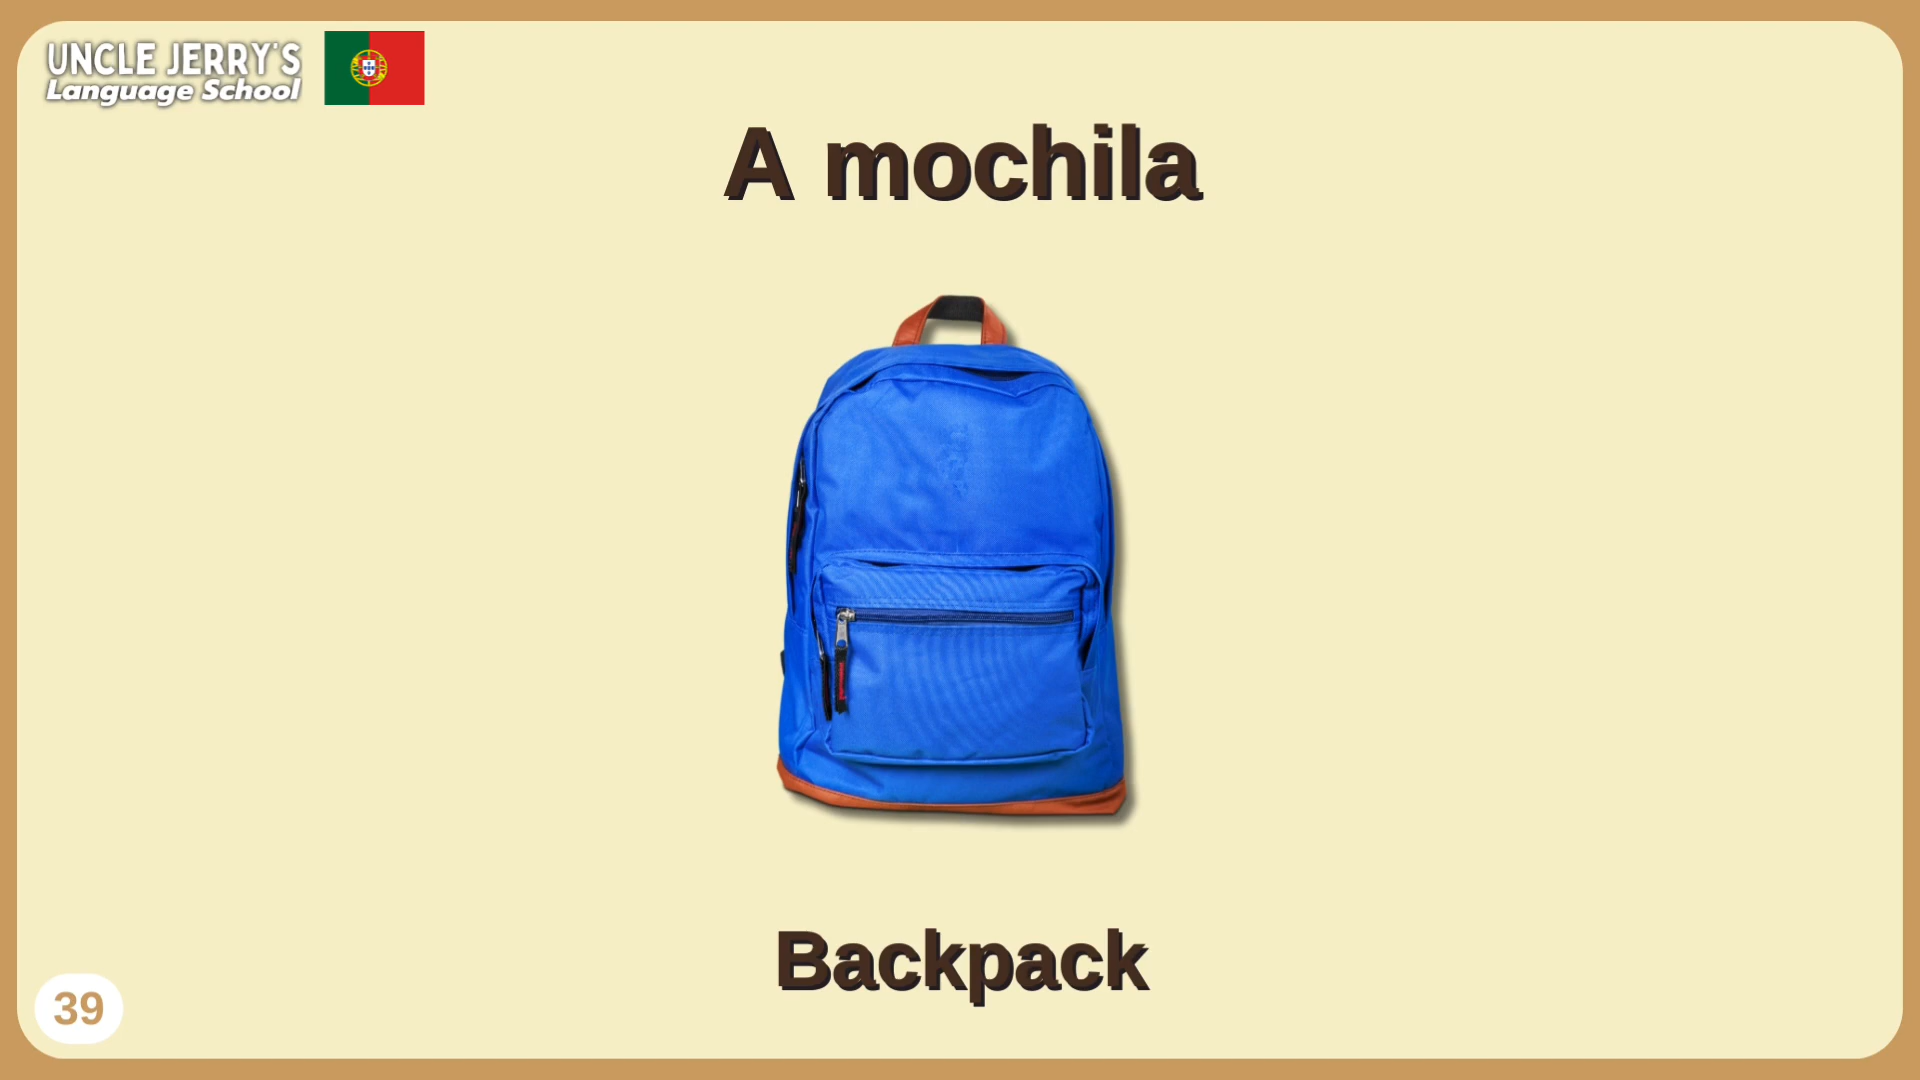 UNCLE JERRY'S
Language School
A mochila
Backpack
39